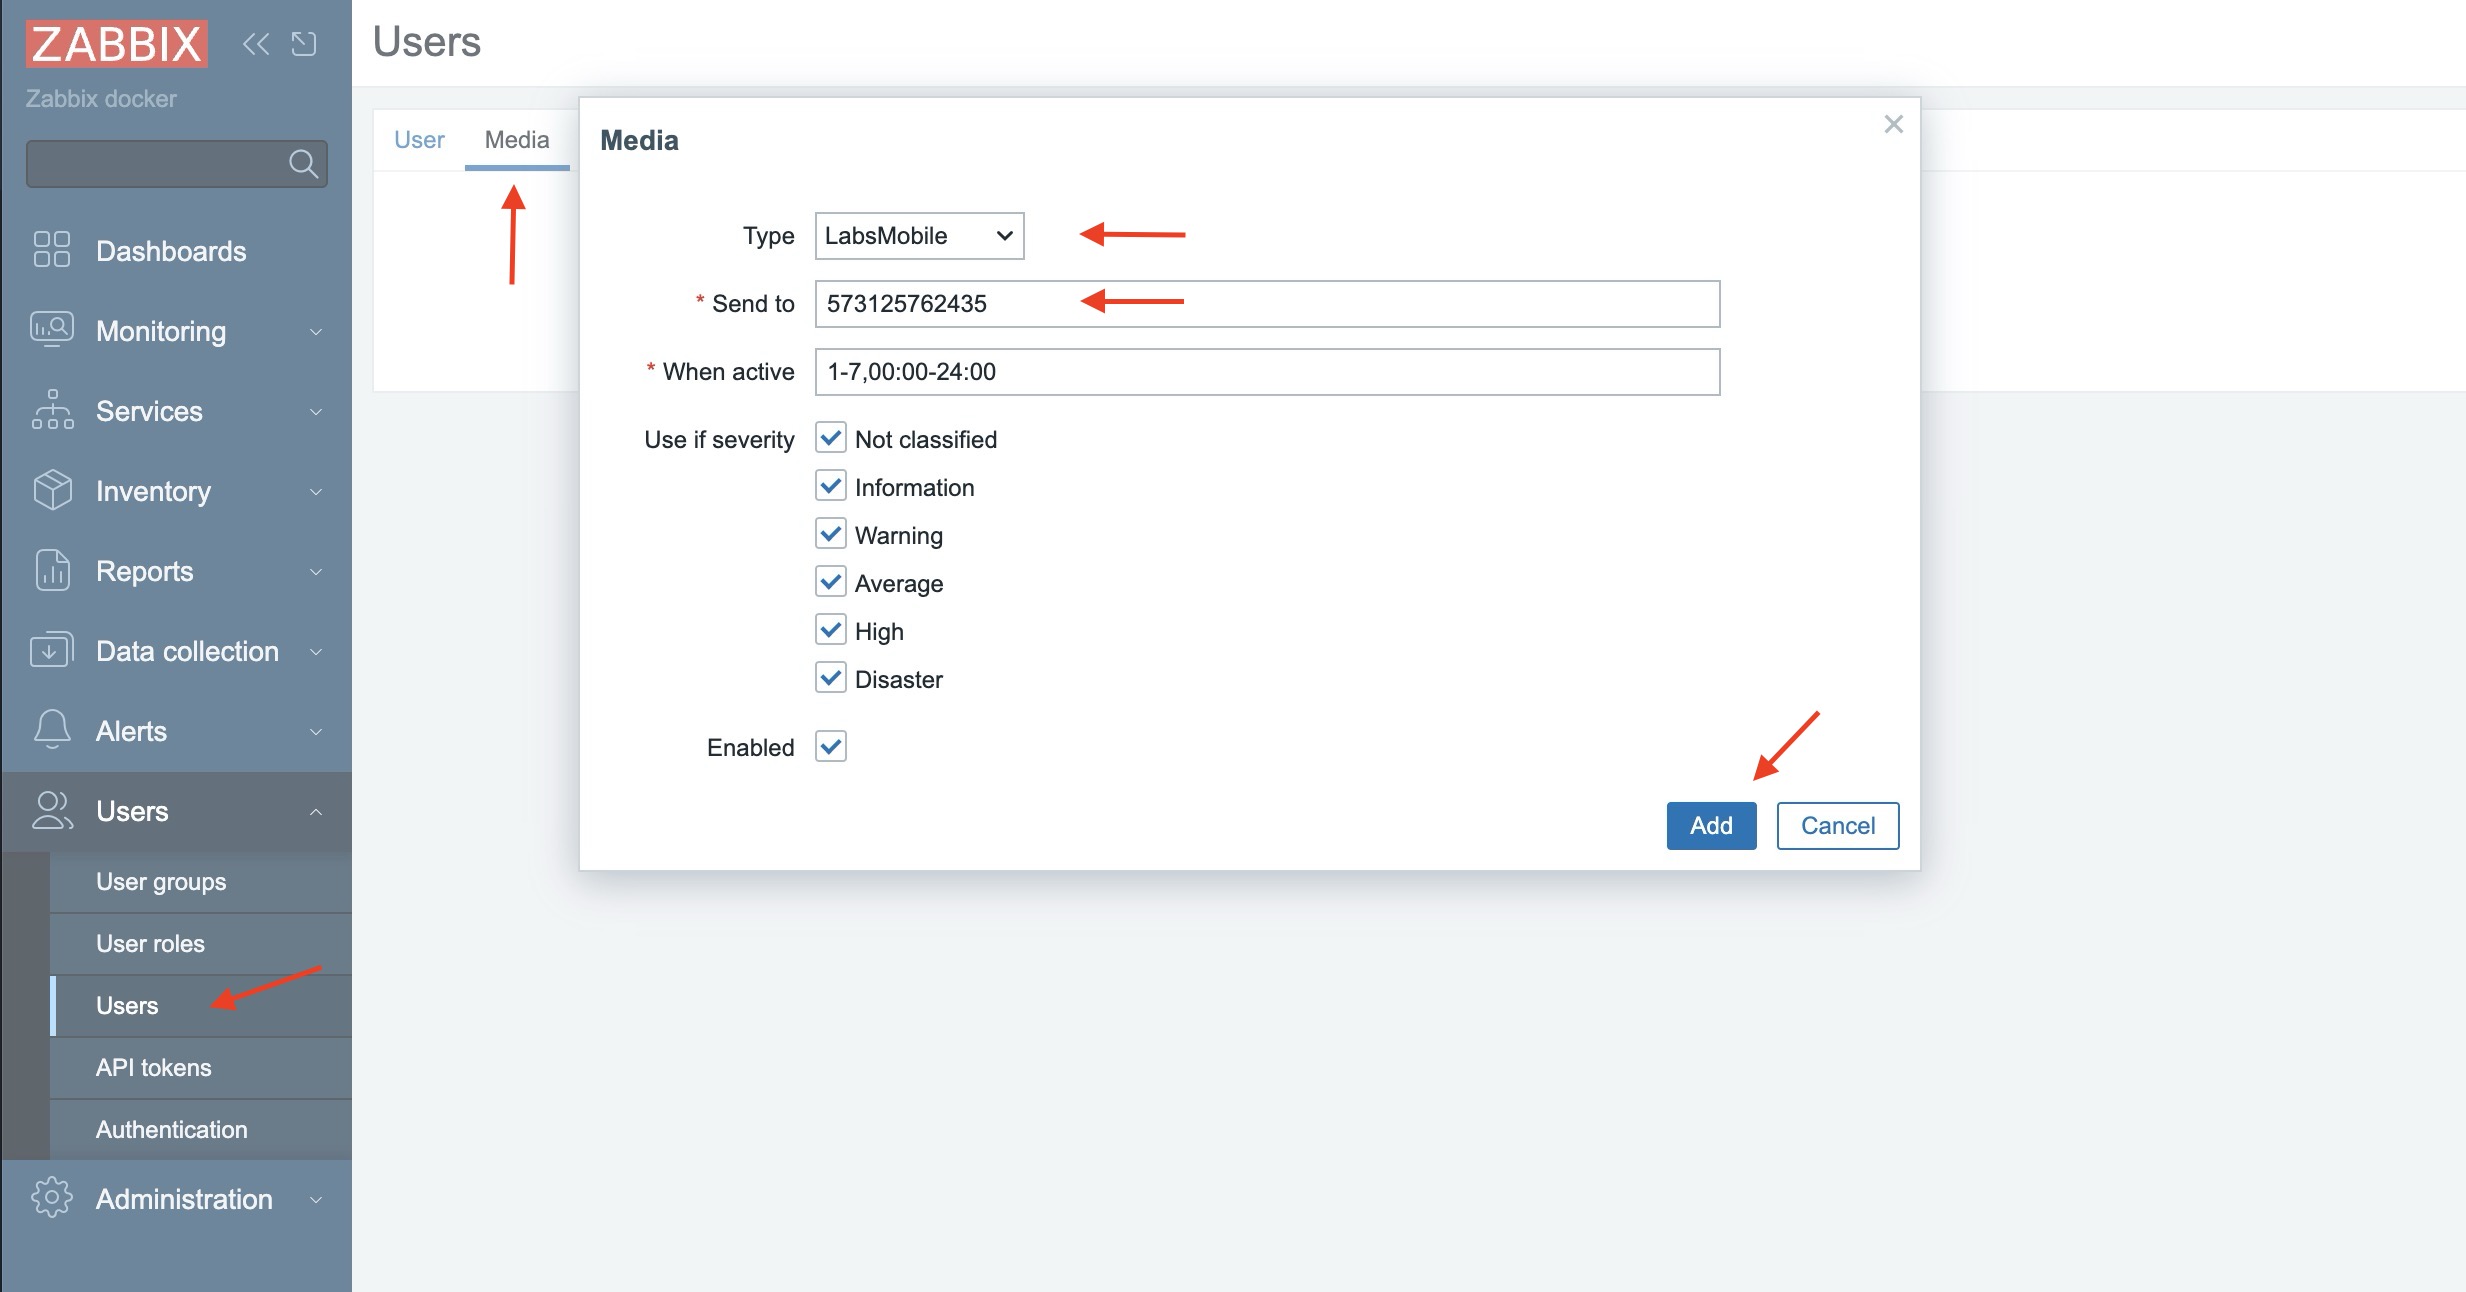 ZABBIX
Zabbix docker
Dashboards
Monitoring
Services
Inventory
Reports
Data collection
Alerts
Users
User groups
User roles
Users
API tokens
Authentication
Administration
Users
User Media
Media
Type LabsMobile
* Send to 573125762435
* When active 1-7,00:00-24:00
Use if severity Not classified
Information
Warning
Average
High
Disaster
Enabled
Add Cancel